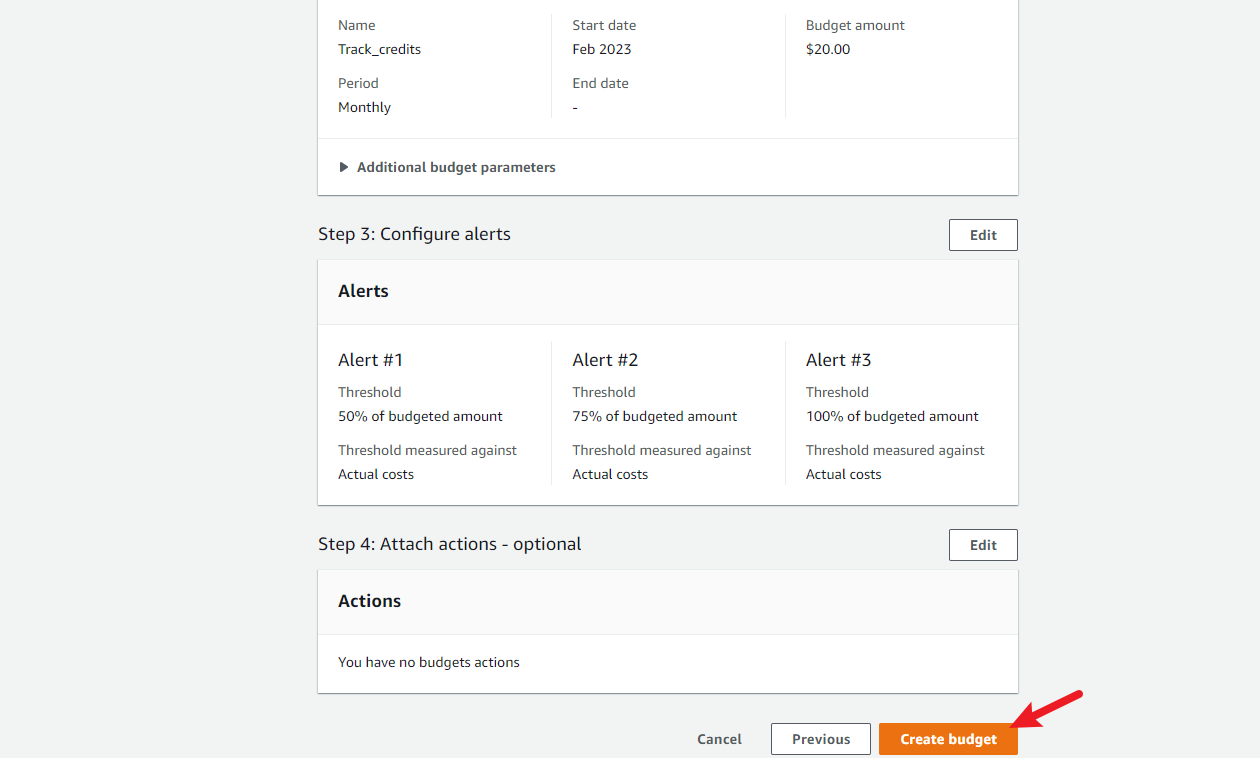 Name
Start date
Budget amount
Track_credits
Feb 2023
$20.00
Period
End date
Monthly
-
Additional budget parameters
Step 3: Configure alerts
Edit
Alerts
Alert #1
Alert #2
Alert #3
Threshold
Threshold
Threshold
50% of budgeted amount
75% of budgeted amount
100% of budgeted amount
Threshold measured against
Threshold measured against
Threshold measured against
Actual costs
Actual costs
Actual costs
Step 4: Attach actions - optional
Edit
Actions
You have no budgets actions
Cancel
Previous
Create budget